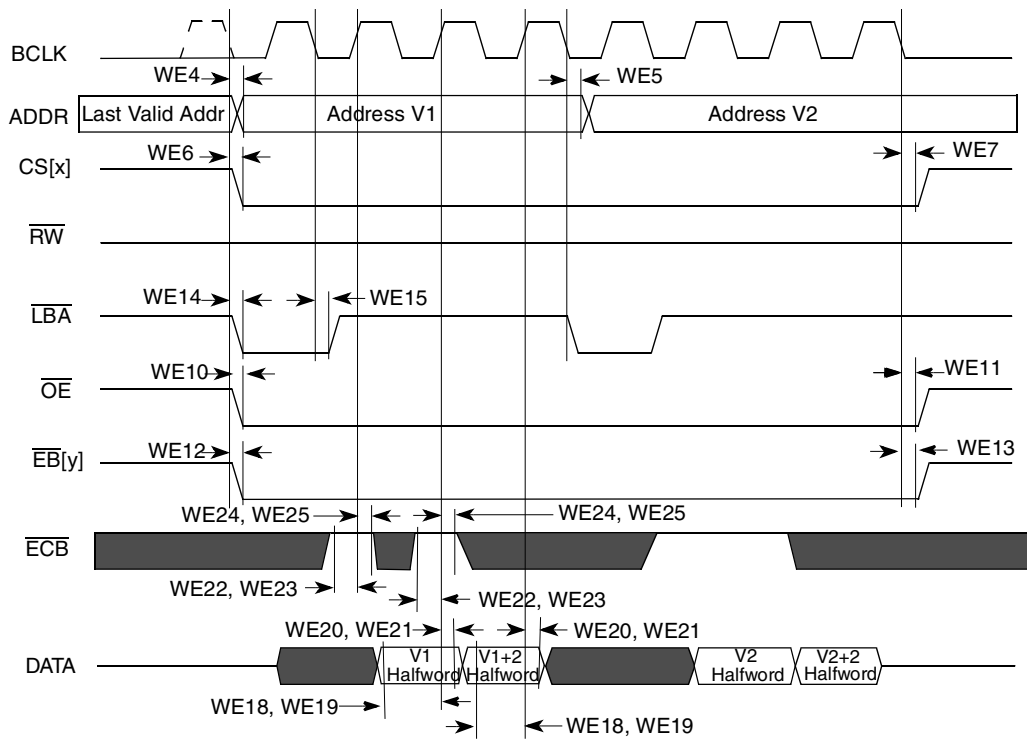 BCLK
WE4
WE5
ADDR
Last Valid Addr
Address V1
Address V2
WE6
WE7
CS[x]
RW
WE14
WE15
LBA
WE10
WE11
OE
WE12
WE13
EB[y]
WE24, WE25
WE24, WE25
ECB
WE22, WE23
WE22, WE23
WE20, WE21
WE20, WE21
DATA
V1
Halfword
V1+2
Halfword
V2
Halfword
V2+2
Halfword
WE18, WE19
WE18, WE19